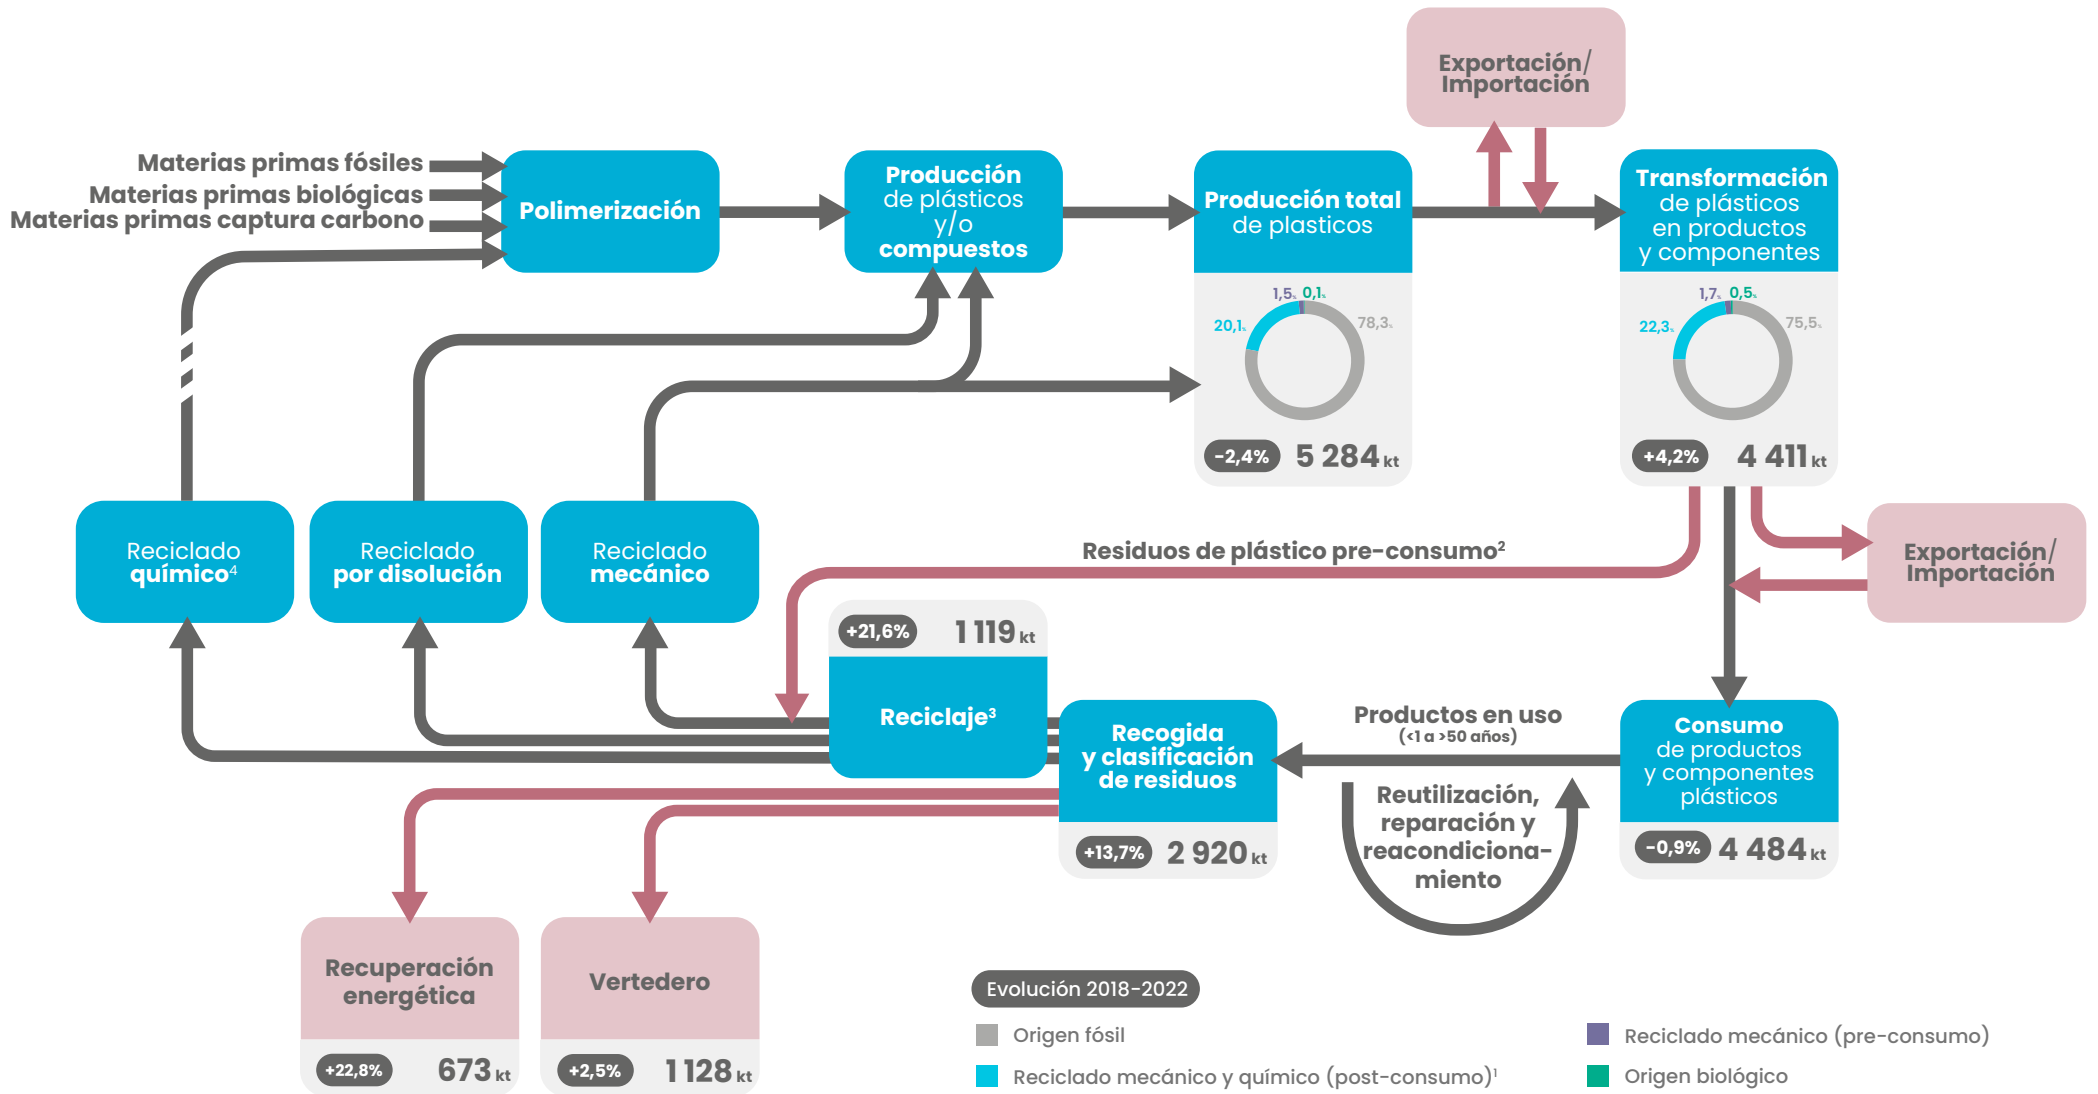 Exportación/
Importación
Materias primas fósiles
Materias primas biológicas
Materias primas captura carbono
Polimerización
Producción
de plásticos
y/o
compuestos
Producción total
de plasticos
Transformación
de plásticos
en productos
y componentes
1,5% 0,1%
20,1%
78,3%
-2,4% 5 284 kt
1,7% 0,5%
22,3%
75,5%
+4,2% 4 411 kt
Reciclado
químico⁴
Reciclado
por disolución
Reciclado
mecánico
Residuos de plástico pre-consumo²
Exportación/
Importación
+21,6% 1 119 kt
Reciclaje³
Recogida
y clasificación
de residuos
+13,7% 2 920 kt
Productos en uso
(<1 a >50 años)
Reutilización,
reparación y
reacondiciona-
miento
Consumo
de productos
y componentes
plásticos
-0,9% 4 484 kt
Recuperación
energética
+22,8% 673 kt
Vertedero
+2,5% 1 128 kt
Evolución 2018-2022
Origen fósil
Reciclado mecánico y químico (post-consumo)¹
Reciclado mecánico (pre-consumo)
Origen biológico